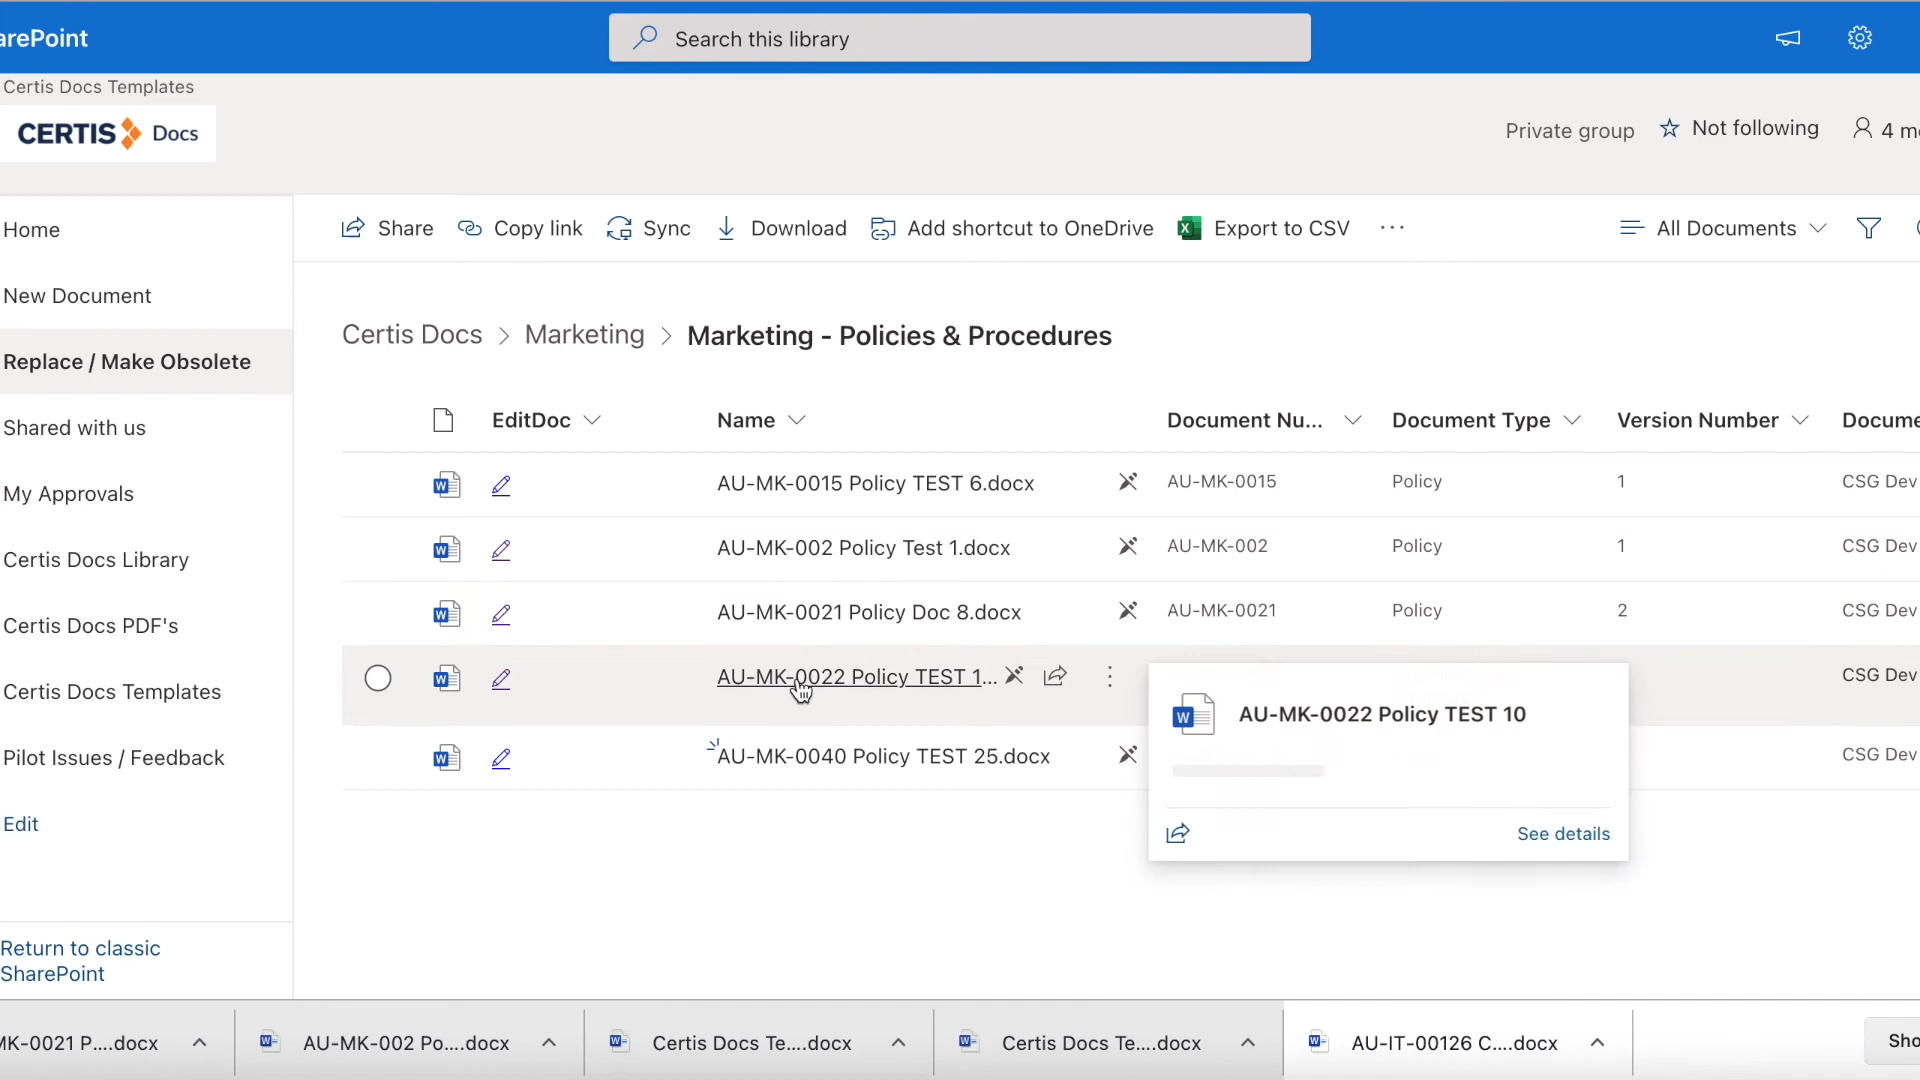 arePoint
Search this library
Certis Docs Templates
CERTIS Docs
Private group
Not following
4 m
Home
New Document
Replace / Make Obsolete
Shared with us
My Approvals
Certis Docs Library
Certis Docs PDF's
Certis Docs Templates
Pilot Issues / Feedback
Edit
Return to classic
SharePoint
Share
Copy link
Sync
Download
Add shortcut to OneDrive
Export to CSV
All Documents
Certis Docs > Marketing > Marketing - Policies & Procedures
EditDoc Name Document Nu... Document Type Version Number Docume
AU-MK-0015 Policy TEST 6.docx AU-MK-0015 Policy 1 CSG Dev
AU-MK-002 Policy Test 1.docx AU-MK-002 Policy 1 CSG Dev
AU-MK-0021 Policy Doc 8.docx AU-MK-0021 Policy 2 CSG Dev
AU-MK-0022 Policy TEST 1... CSG Dev
AU-MK-0040 Policy TEST 25.docx CSG Dev
AU-MK-0022 Policy TEST 10
See details
MK-0021 P....docx
AU-MK-002 Po....docx
Certis Docs Te....docx
Certis Docs Te....docx
AU-IT-00126 C....docx
Sho